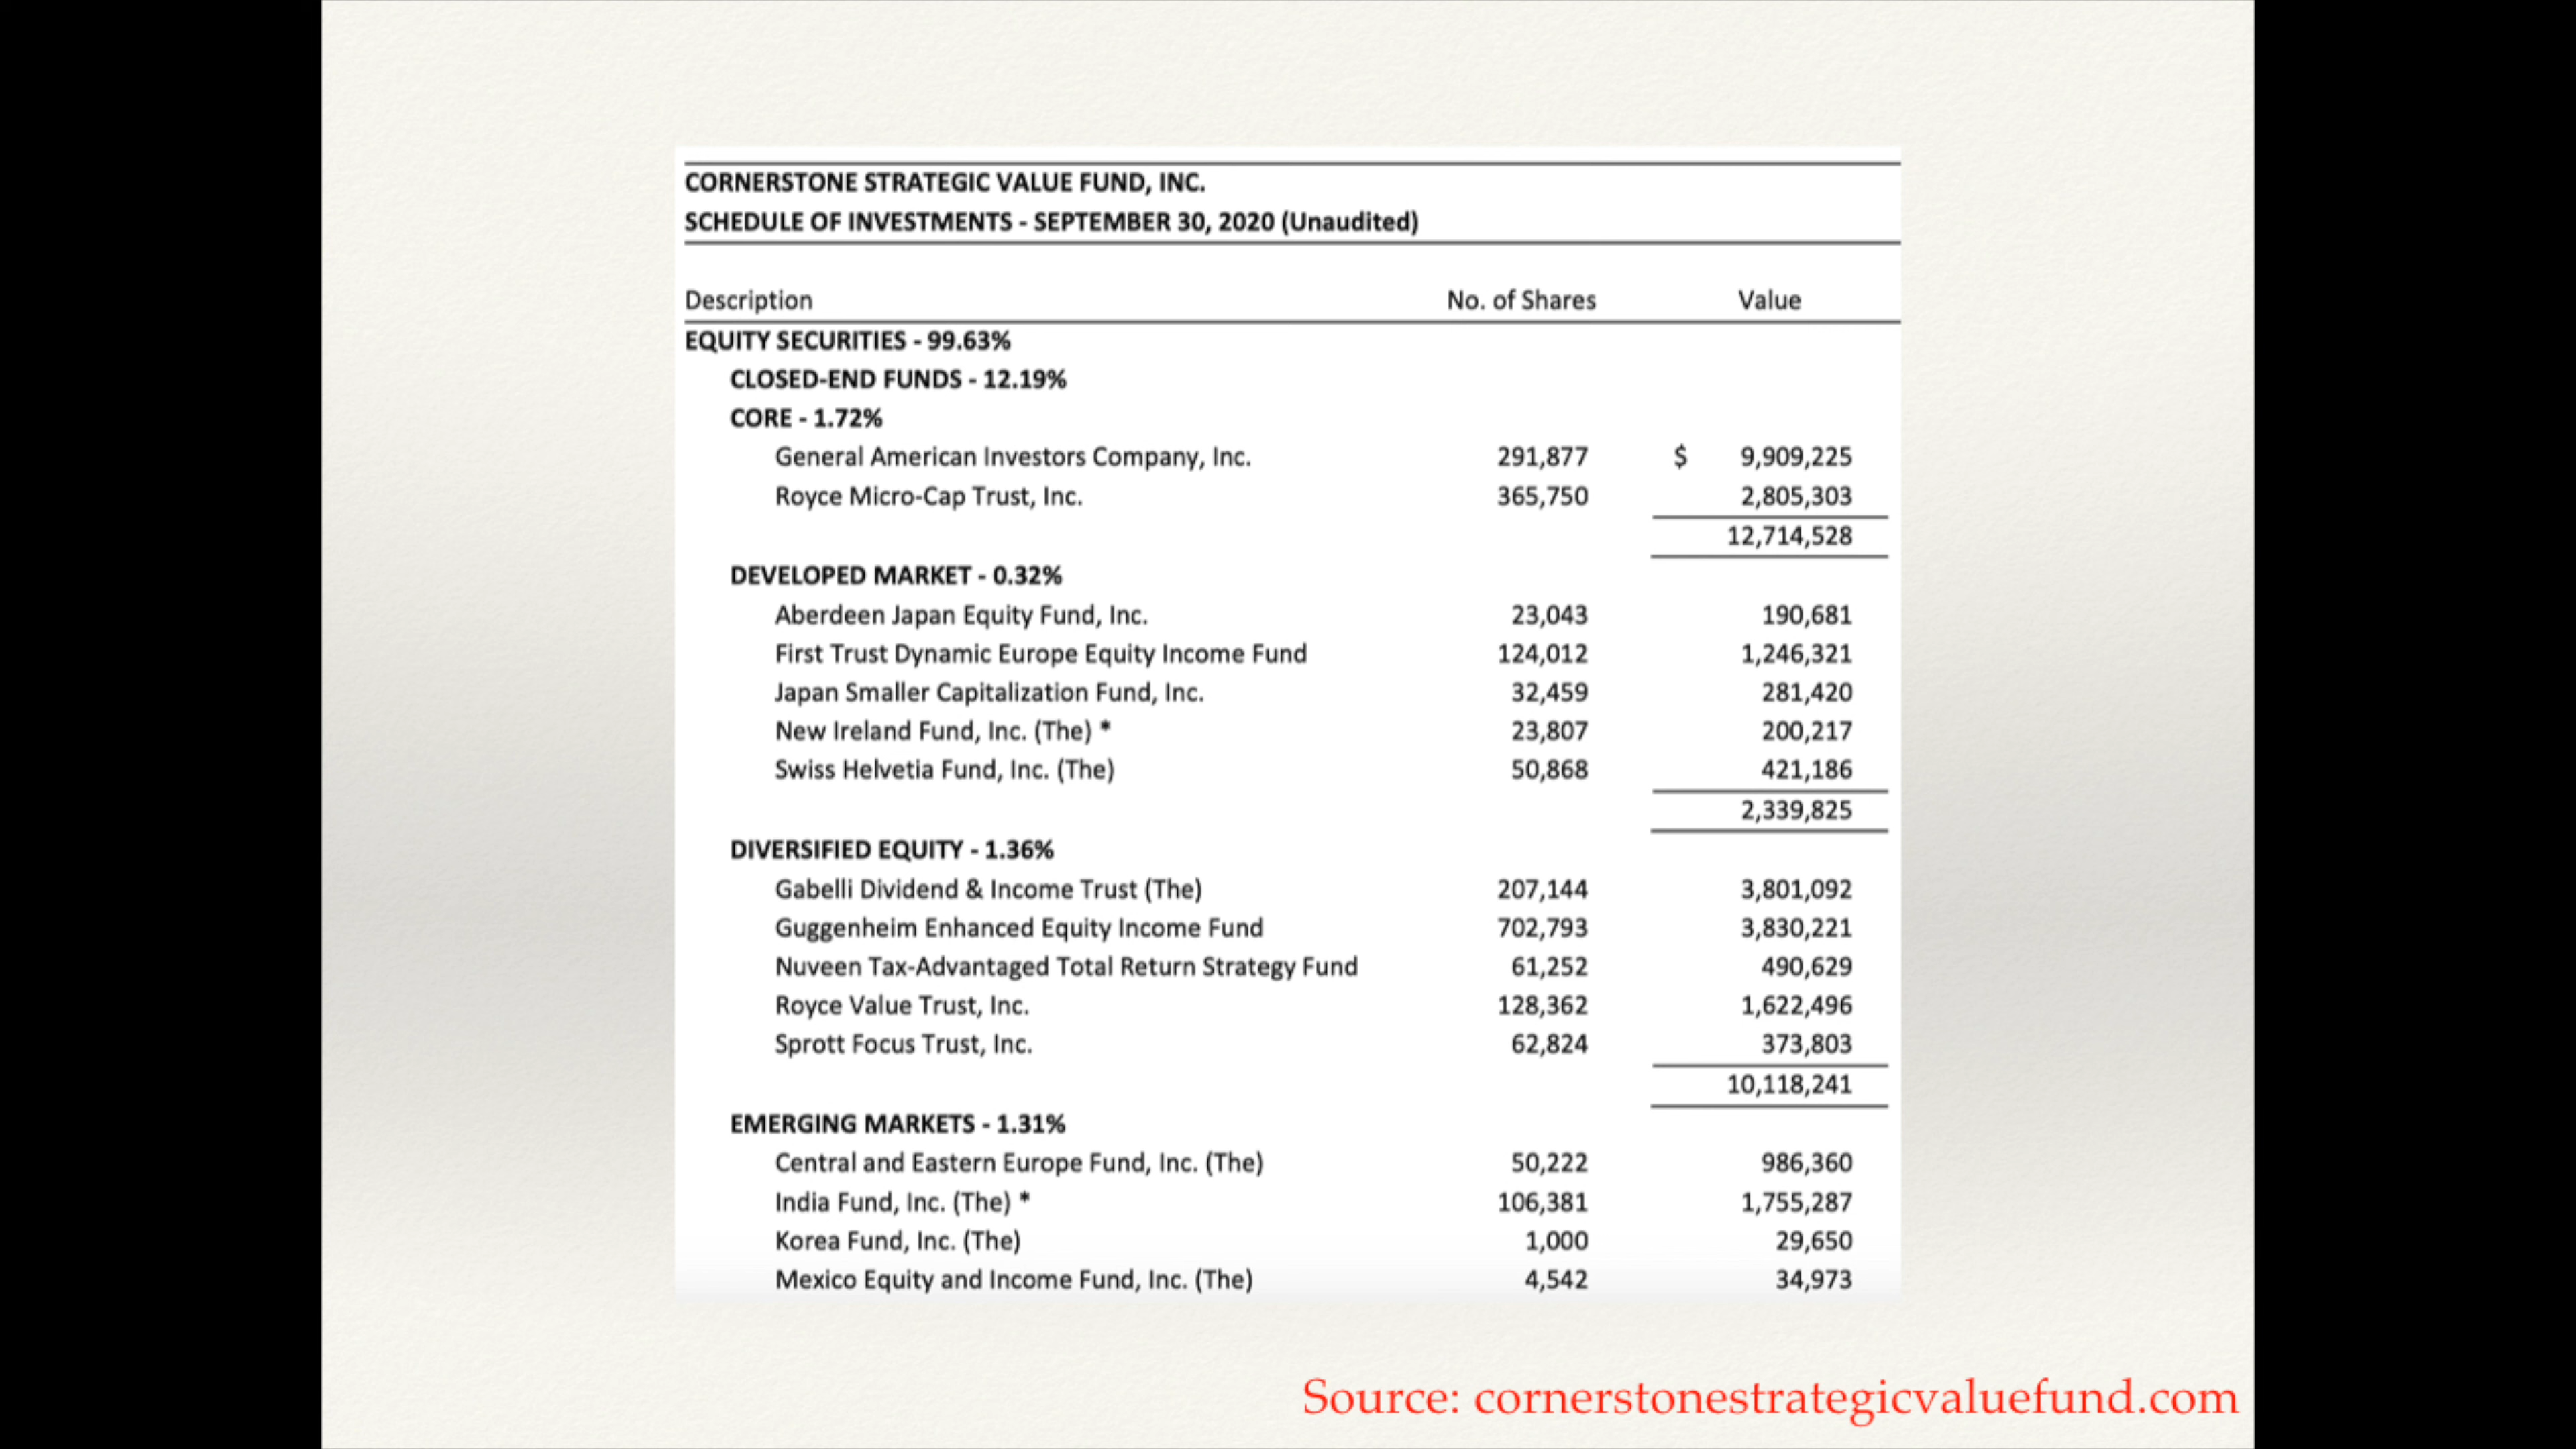 CORNERSTONE STRATEGIC VALUE FUND, INC.
SCHEDULE OF INVESTMENTS - SEPTEMBER 30, 2020 (Unaudited)
Description No. of Shares Value
EQUITY SECURITIES - 99.63%
CLOSED-END FUNDS - 12.19%
CORE - 1.72%
General American Investors Company, Inc. 291,877 $ 9,909,225
Royce Micro-Cap Trust, Inc. 365,750 2,805,303
12,714,528
DEVELOPED MARKET - 0.32%
Aberdeen Japan Equity Fund, Inc. 23,043 190,681
First Trust Dynamic Europe Equity Income Fund 124,012 1,246,321
Japan Smaller Capitalization Fund, Inc. 32,459 281,420
New Ireland Fund, Inc. (The) * 23,807 200,217
Swiss Helvetia Fund, Inc. (The) 50,868 421,186
2,339,825
DIVERSIFIED EQUITY - 1.36%
Gabelli Dividend & Income Trust (The) 207,144 3,801,092
Guggenheim Enhanced Equity Income Fund 702,793 3,830,221
Nuveen Tax-Advantaged Total Return Strategy Fund 61,252 490,629
Royce Value Trust, Inc. 128,362 1,622,496
Sprott Focus Trust, Inc. 62,824 373,803
10,118,241
EMERGING MARKETS - 1.31%
Central and Eastern Europe Fund, Inc. (The) 50,222 986,360
India Fund, Inc. (The) * 106,381 1,755,287
Korea Fund, Inc. (The) 1,000 29,650
Mexico Equity and Income Fund, Inc. (The) 4,542 34,973
Source: cornerstonestrategicvaluefund.com